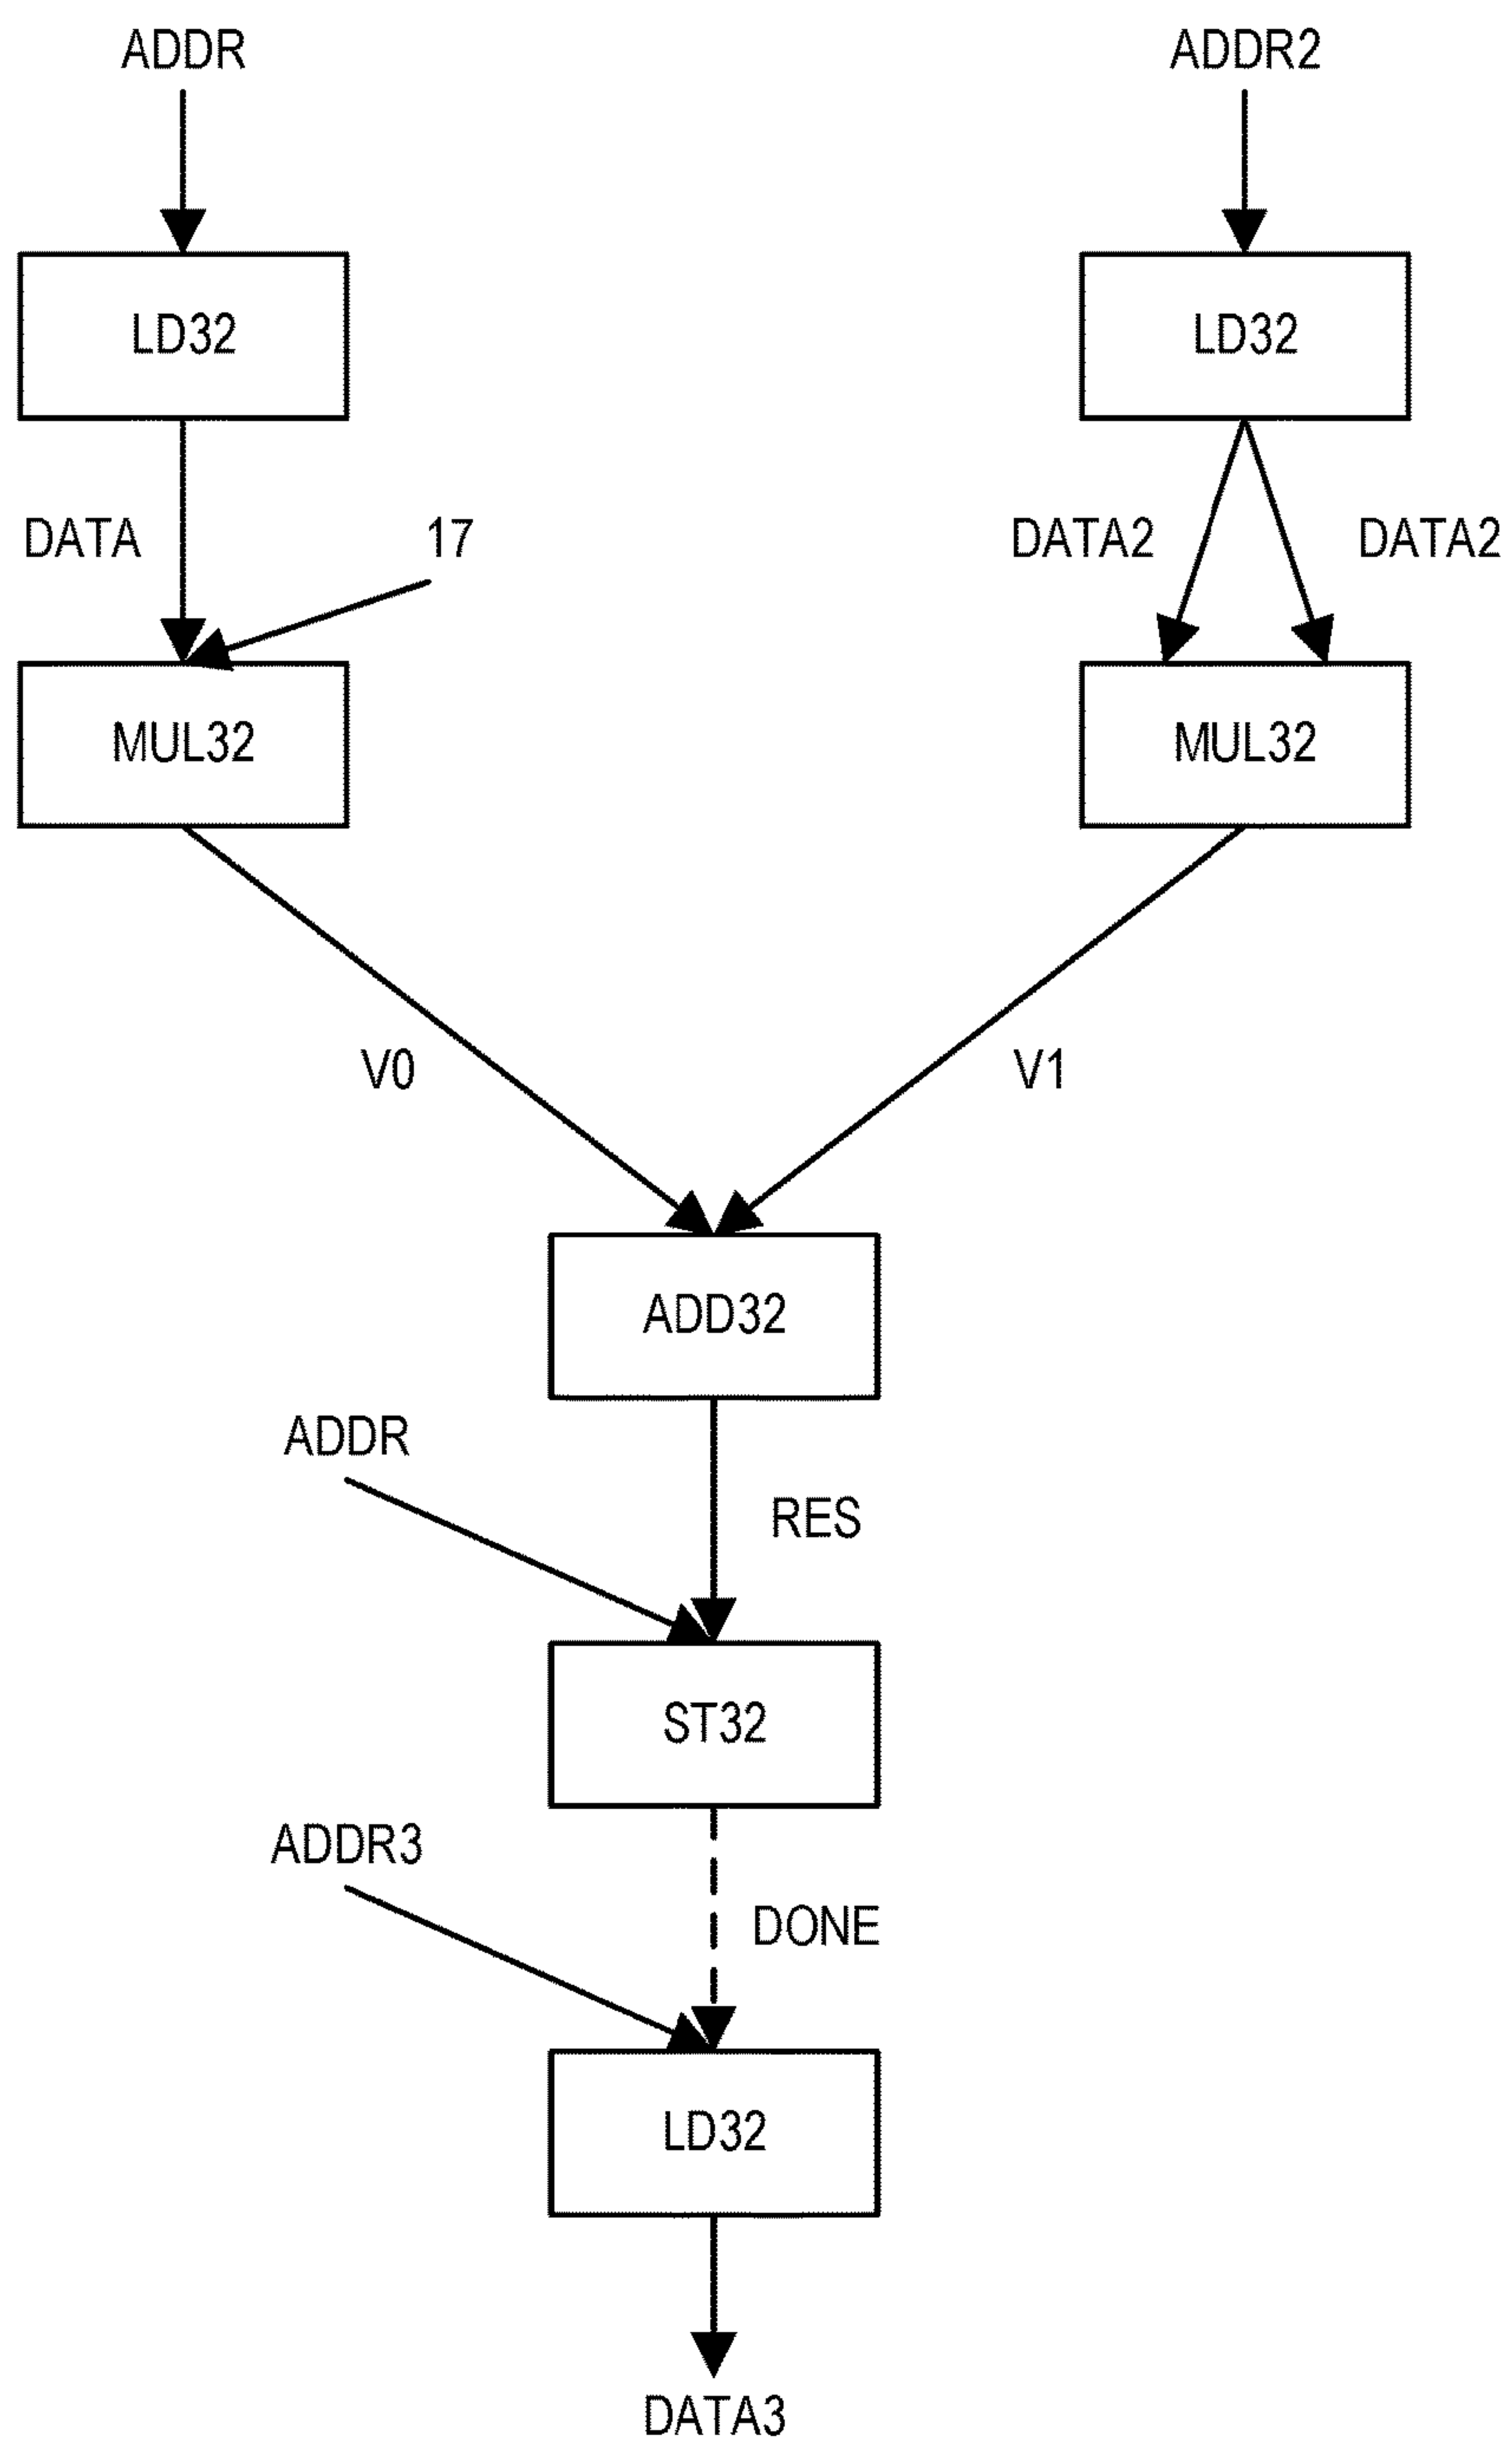 ADDR
ADDR2
LD32
LD32
DATA
17
DATA2
DATA2
MUL32
MUL32
V0
V1
ADD32
ADDR
RES
ST32
ADDR3
DONE
LD32
DATA3